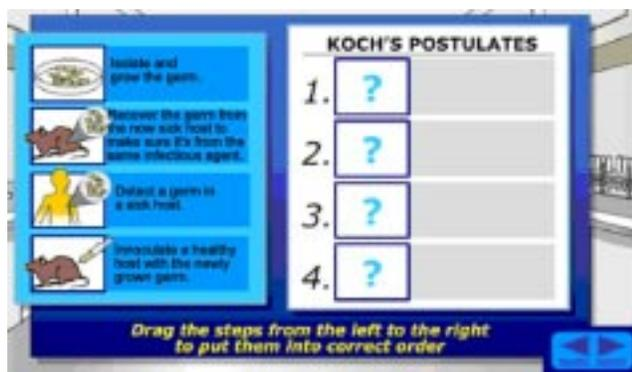 Isolate and
grow the germ.
Recover the germ from
the now sick host to
make sure it's from the
same infectious agent.
Detect a germ in
a sick host.
Innoculate a healthy
host with the newly
grown germ.
KOCH'S POSTULATES
1. ?
2. ?
3. ?
4. ?
Drag the steps from the left to the right
to put them into correct order